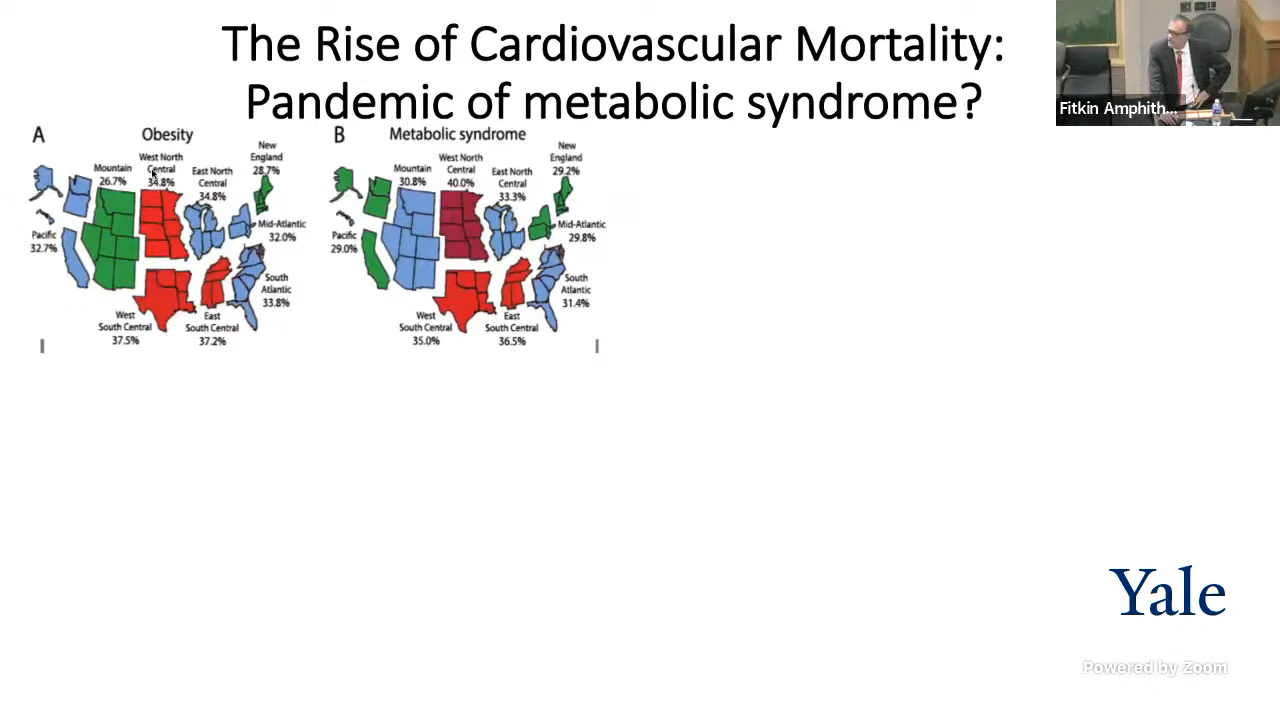 The Rise of Cardiovascular Mortality:
Pandemic of metabolic syndrome?
Fitkin Amphith...
A
Obesity
Mountain
26.7%
West North
Central
34.8%
East North
Central
34.8%
New
England
28.7%
Pacific
32.7%
Mid-Atlantic
32.0%
South
Atlantic
33.8%
West
South Central
37.5%
East
South Central
37.2%
B
Metabolic syndrome
Mountain
30.8%
West North
Central
40.0%
East North
Central
33.3%
New
England
29.2%
Pacific
29.0%
Mid-Atlantic
29.8%
South
Atlantic
31.4%
West
South Central
35.0%
East
South Central
36.5%
Yale
Powered by Zoom